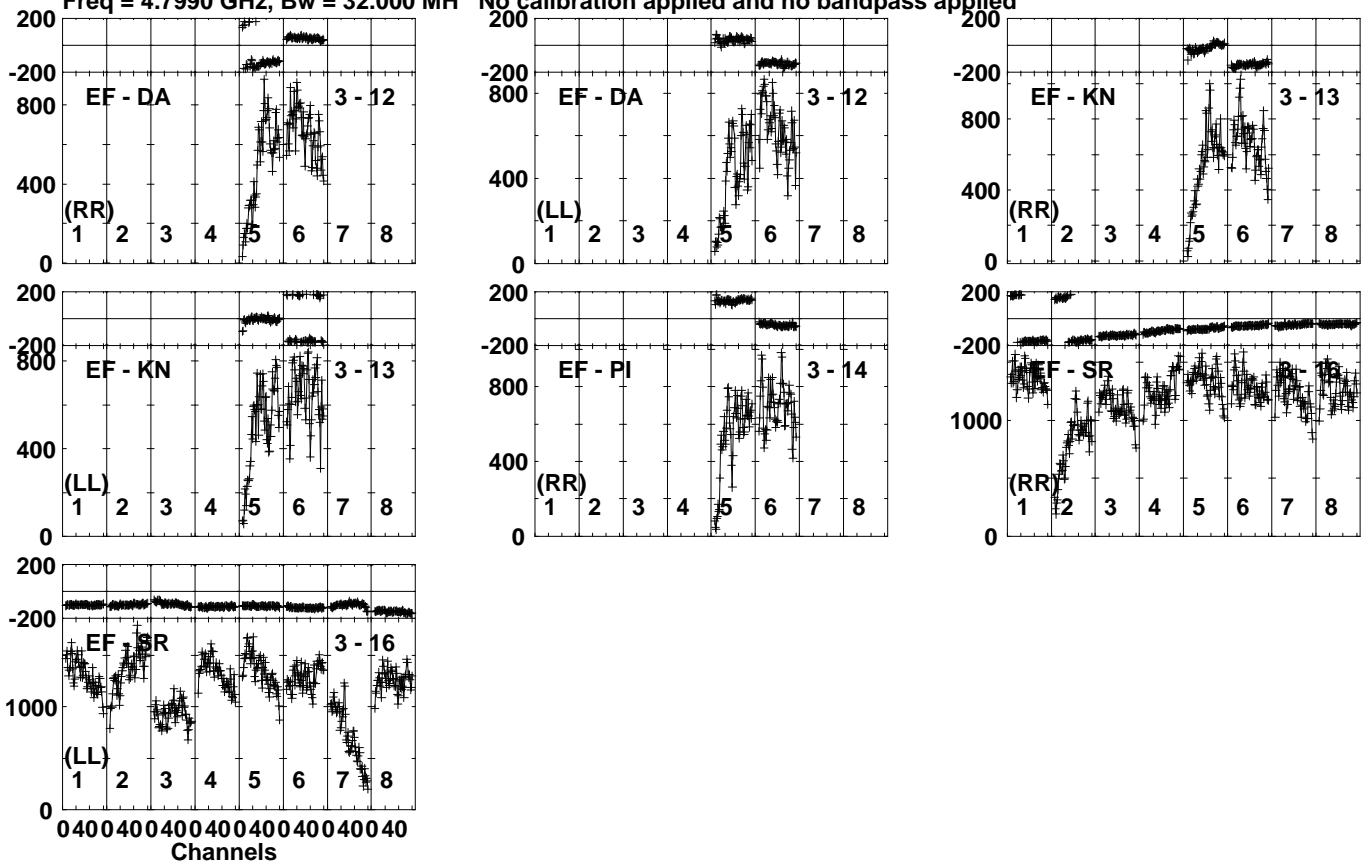 Freq = 4.7990 GHz, Bw = 32.000 MH No calibration applied and no bandpass applied
200
-200
EF - DA
3 - 12
800
400
(RR)
1 2 3 4 5 6 7 8
0
200
-200
EF - DA
3 - 12
800
400
(LL)
1 2 3 4 5 6 7 8
0
200
-200
EF - KN
3 - 13
800
400
(RR)
1 2 3 4 5 6 7 8
0
200
-200
800
EF - KN
3 - 13
400
(LL)
1 2 3 4 5 6 7 8
0
200
-200
EF - PI
3 - 14
800
400
(RR)
1 2 3 4 5 6 7 8
0
200
-200
EF - SR
3 - 16
1000
(RR)
1 2 3 4 5 6 7 8
0
200
-200
EF - SR
3 - 16
1000
(LL)
1 2 3 4 5 6 7 8
0
0 40 0 40 0 40 0 40 0 40 0 40 0 40 0 40
Channels